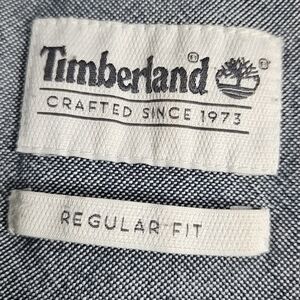 Timberland®
®
CRAFTED SINCE 1973
REGULAR FIT